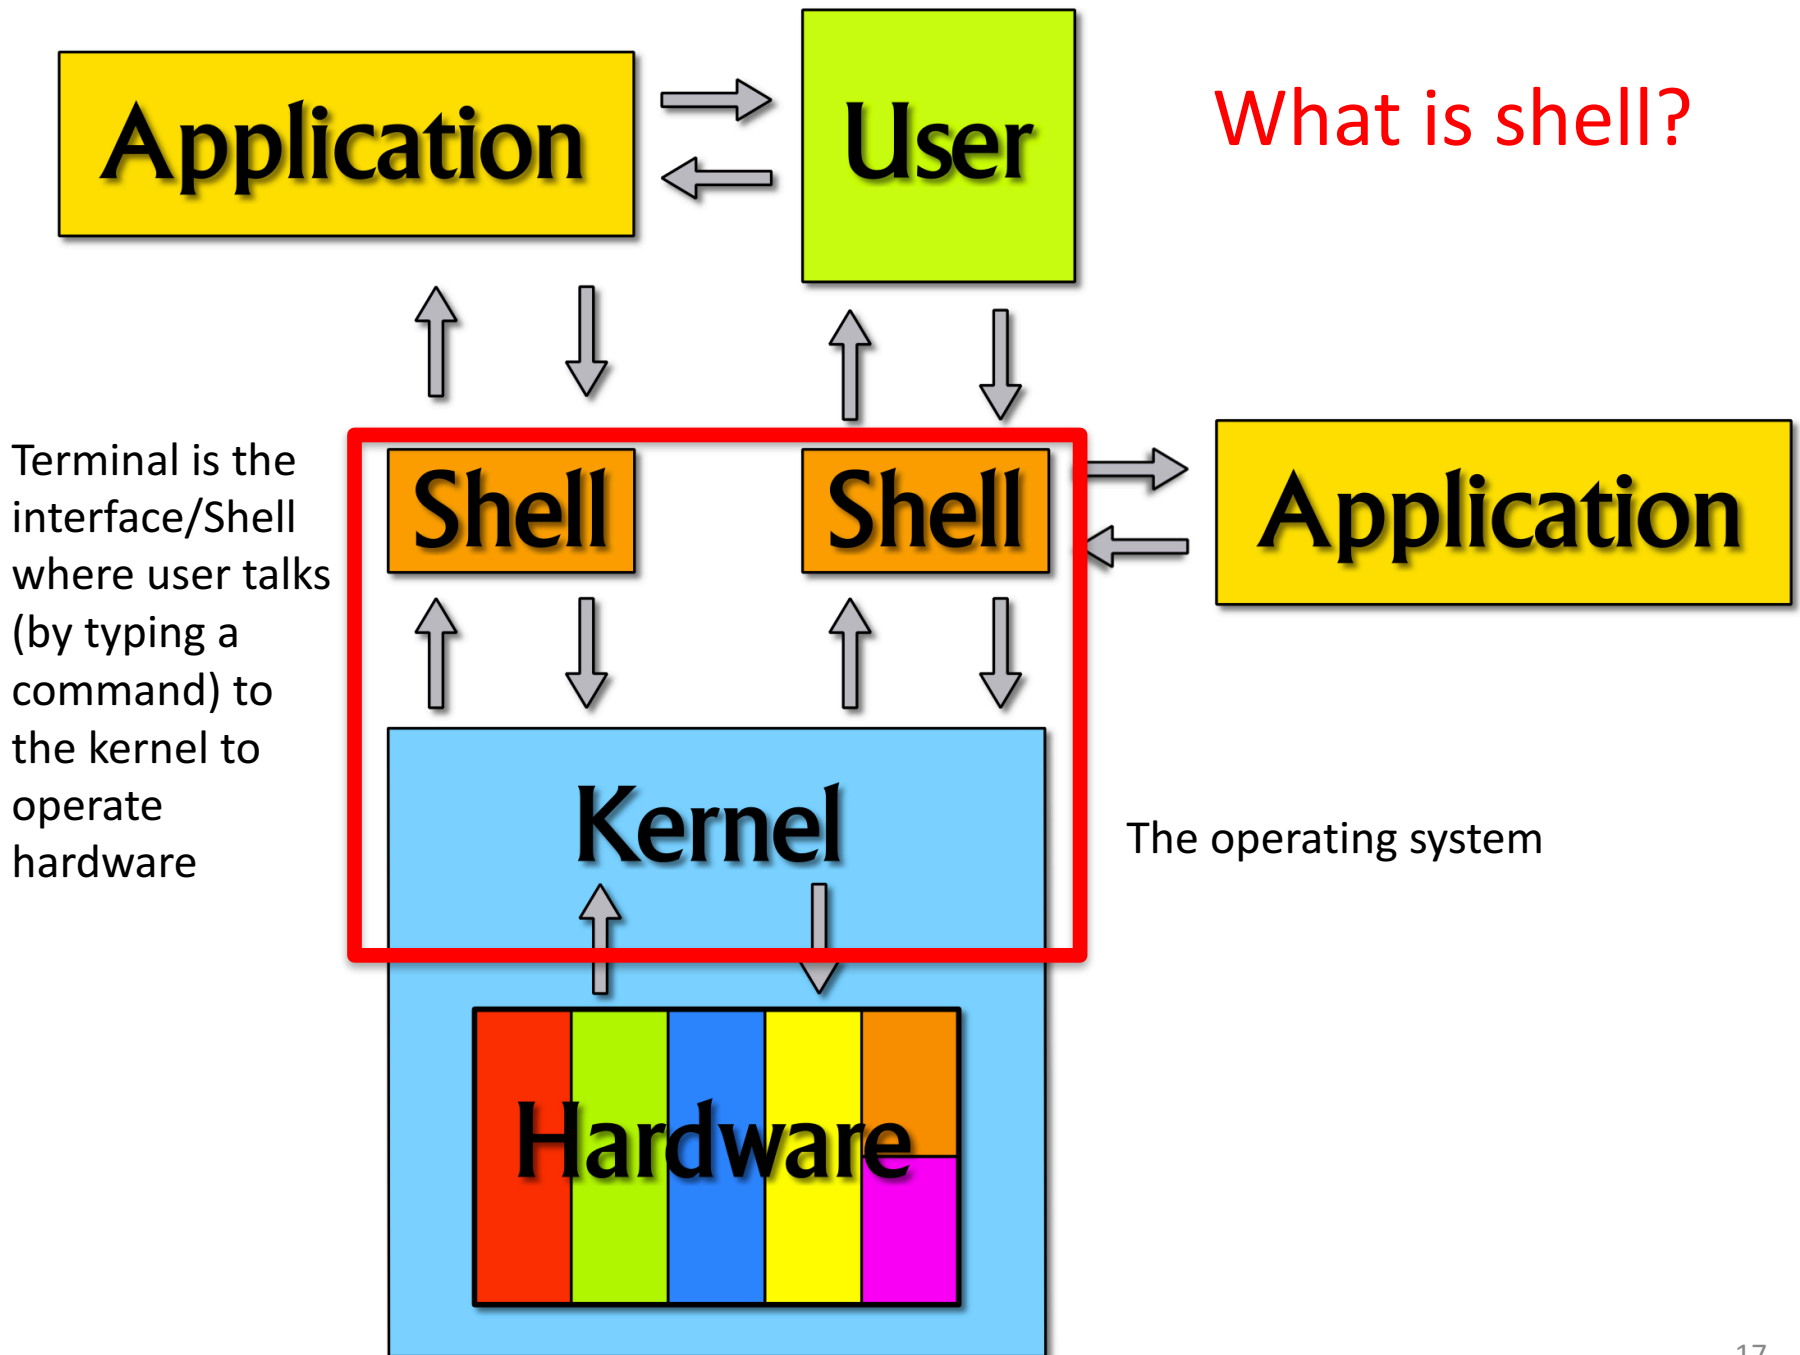 Application
User
What is shell?
Terminal is the
interface/Shell
where user talks
(by typing a
command) to
the kernel to
operate
hardware
Shell
Shell
Application
Kernel
The operating system
Hardware
17